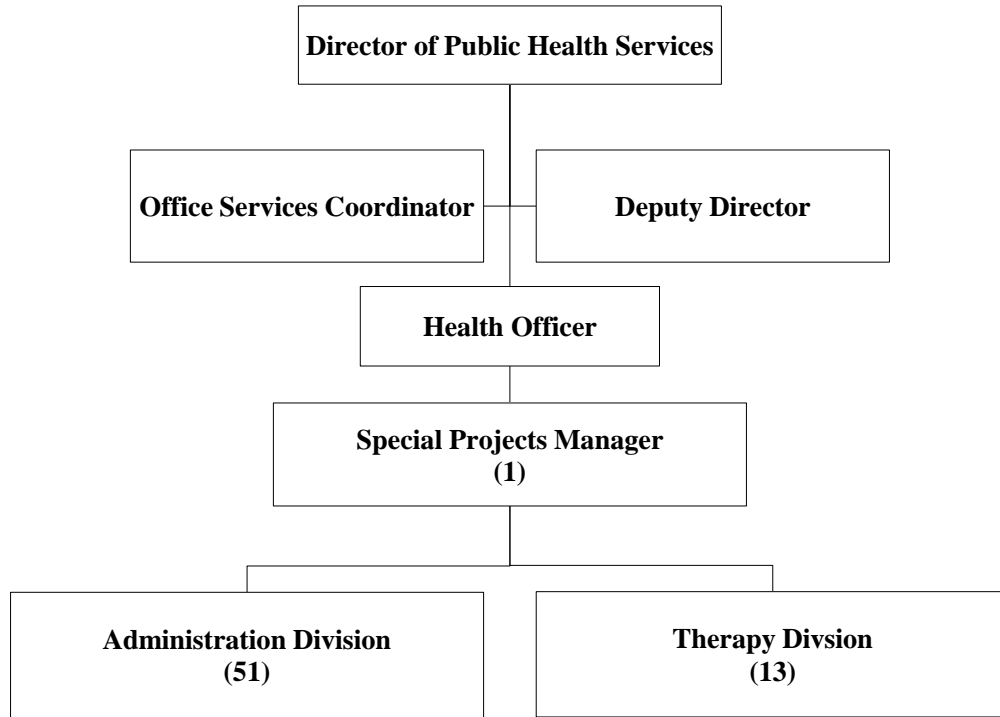 Director of Public Health Services
Office Services Coordinator
Deputy Director
Health Officer
Special Projects Manager
(1)
Administration Division
(51)
Therapy Divsion
(13)